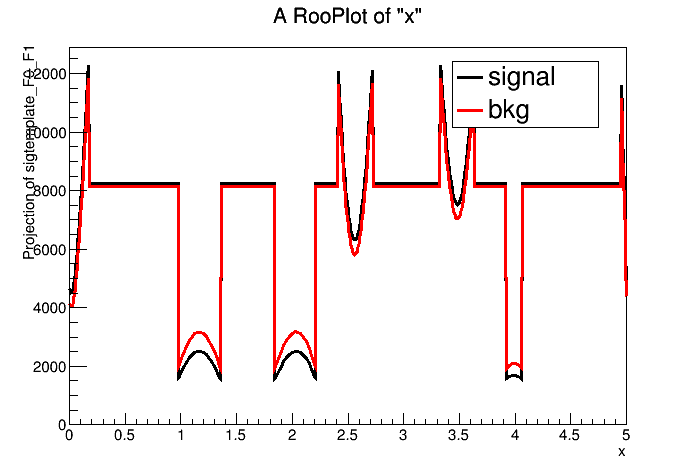 A RooPlot of "x"
Projection of sigtemplate_F0_F1
signal
bkg
12000
10000
8000
6000
4000
2000
0
0 0.5 1 1.5 2 2.5 3 3.5 4 4.5 5
x